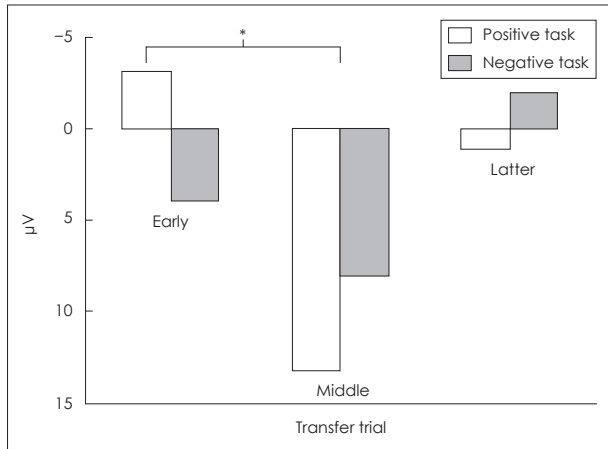 −5
*
Positive task
Negative task
0
Latter
5
Early
µV
10
Middle
15
Transfer trial